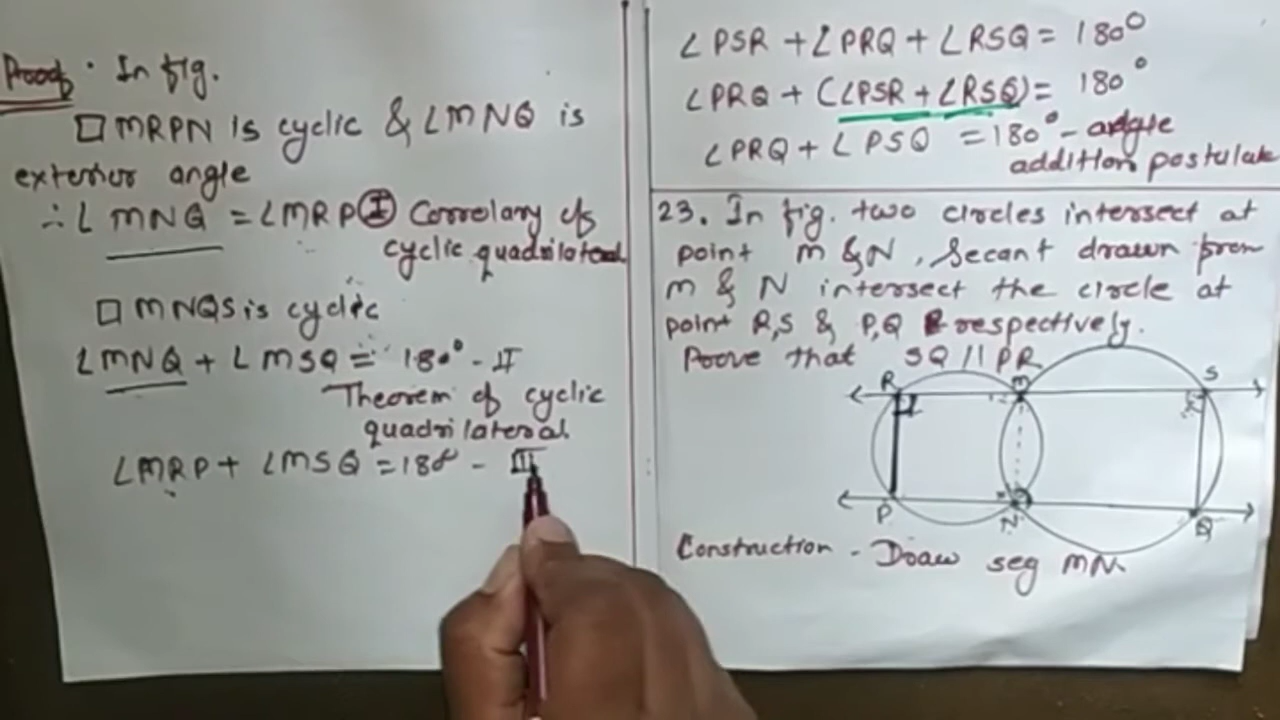 Proof. In fig.
□ MRPN is cyclic & ∠MNQ is
exterior angle
∴ ∠ MNQ = ∠MRP Ⓘ Correlary of
cyclic quadrilateral
□ MNQS is cyclic
∠MNQ + ∠MSQ = 180° - II
Theorem of cyclic
quadrilateral
∠MRP + ∠MSQ = 180° - III
∠PSR + ∠PRQ + ∠RSQ = 180°
∠PRQ + (∠PSR + ∠RSQ) = 180°
∠PRQ + ∠PSQ = 180° - angle
addition postulate
23. In fig. two circles intersect at
point m & N, Secant drawn from
m & N intersect the circle at
point R,S & P,Q respectively.
Poove that SQ // PR
R M S
P N Q
Construction - Draw seg MN.